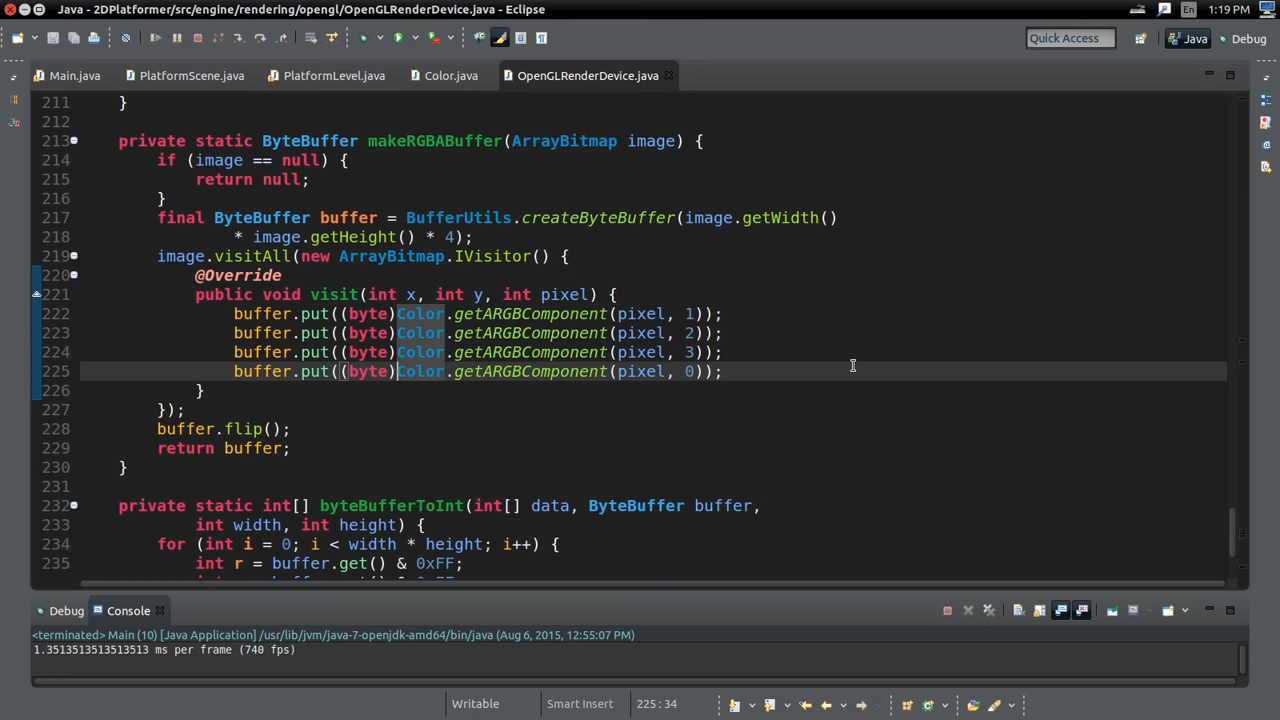 Java - 2DPlatformer/src/engine/rendering/opengl/OpenGLRenderDevice.java - Eclipse
En
1:19 PM
Quick Access
Java
Debug
Main.java
PlatformScene.java
PlatformLevel.java
Color.java
OpenGLRenderDevice.java
211 }
212
213 private static ByteBuffer makeRGBABuffer(ArrayBitmap image) {
214 if (image == null) {
215 return null;
216 }
217 final ByteBuffer buffer = BufferUtils.createByteBuffer(image.getWidth()
218 * image.getHeight() * 4);
219 image.visitAll(new ArrayBitmap.IVisitor() {
220 @Override
221 public void visit(int x, int y, int pixel) {
222 buffer.put((byte)Color.getARGBComponent(pixel, 1));
223 buffer.put((byte)Color.getARGBComponent(pixel, 2));
224 buffer.put((byte)Color.getARGBComponent(pixel, 3));
225 buffer.put((byte)Color.getARGBComponent(pixel, 0));
226 }
227 });
228 buffer.flip();
229 return buffer;
230 }
231
232 private static int[] byteBufferToInt(int[] data, ByteBuffer buffer,
233 int width, int height) {
234 for (int i = 0; i < width * height; i++) {
235 int r = buffer.get() & 0xFF;
Debug
Console
<terminated> Main (10) [Java Application] /usr/lib/jvm/java-7-openjdk-amd64/bin/java (Aug 6, 2015, 12:55:07 PM)
1.3513513513513513 ms per frame (740 fps)
Writable
Smart Insert
225 : 34